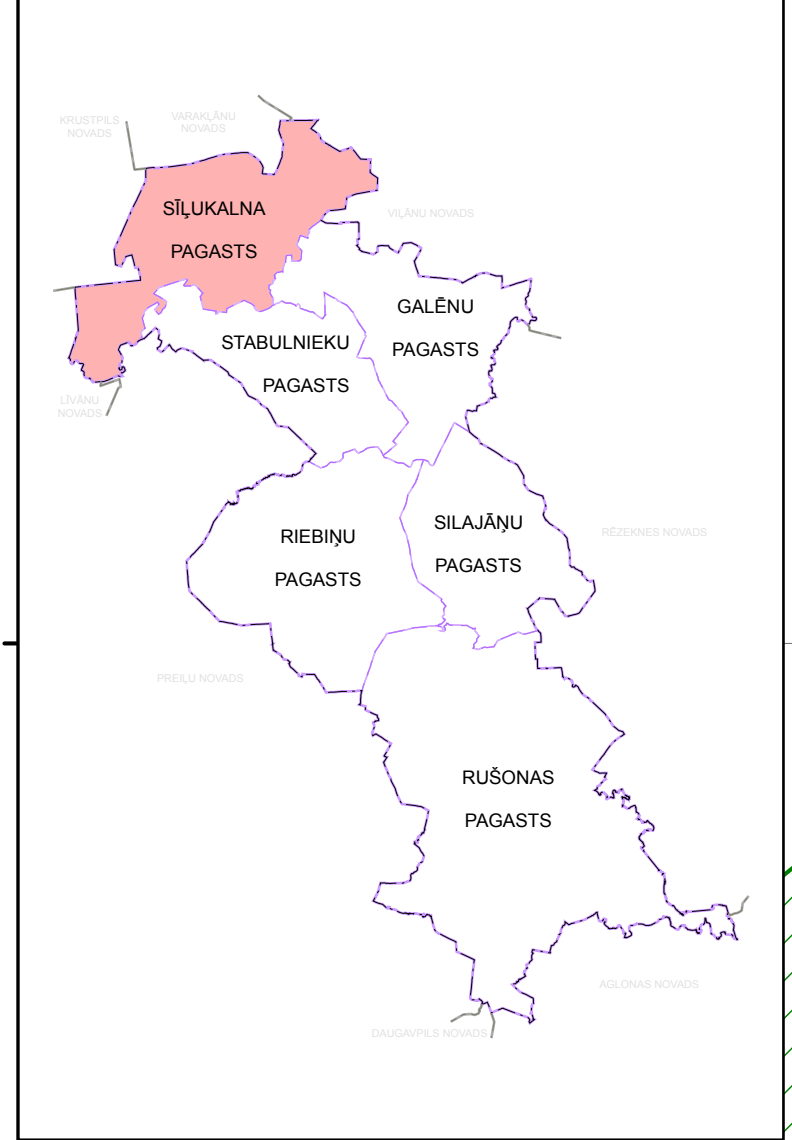 KRUSTPILS
NOVADS
VARAKĻĀNU
NOVADS
SĪĻUKALNA
PAGASTS
VIĻĀNU NOVADS
GALĒNU
PAGASTS
STABULNIEKU
PAGASTS
LĪVĀNU
NOVADS
RIEBIŅU
PAGASTS
SILAJĀŅU
PAGASTS
RĒZEKNES NOVADS
PREIĻU NOVADS
RUŠONAS
PAGASTS
AGLONAS NOVADS
DAUGAVPILS NOVADS